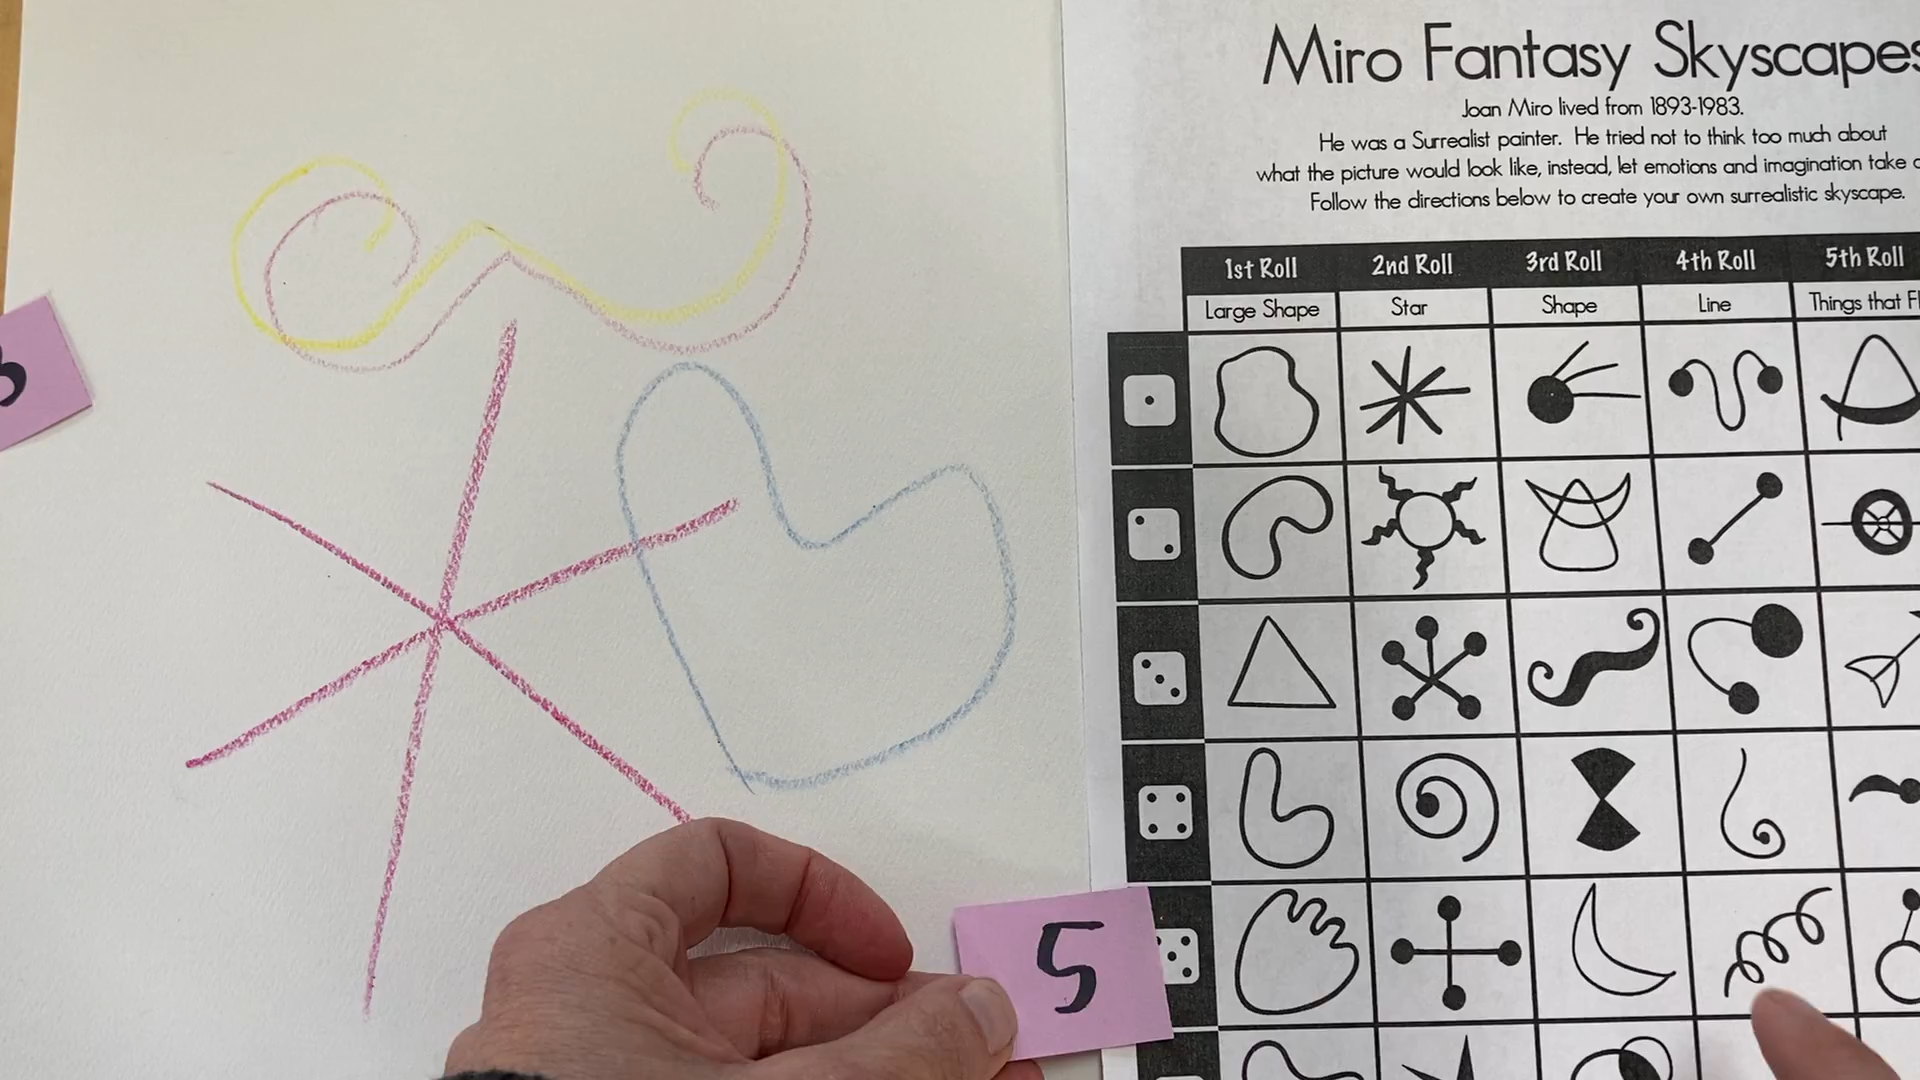 Miro Fantasy Skyscapes
Joan Miro lived from 1893-1983.
He was a Surrealist painter. He tried not to think too much about
what the picture would look like, instead, let emotions and imagination take
Follow the directions below to create your own surrealistic skyscape.
1st Roll 2nd Roll 3rd Roll 4th Roll 5th Roll
Large Shape Star Shape Line Things that
3
5